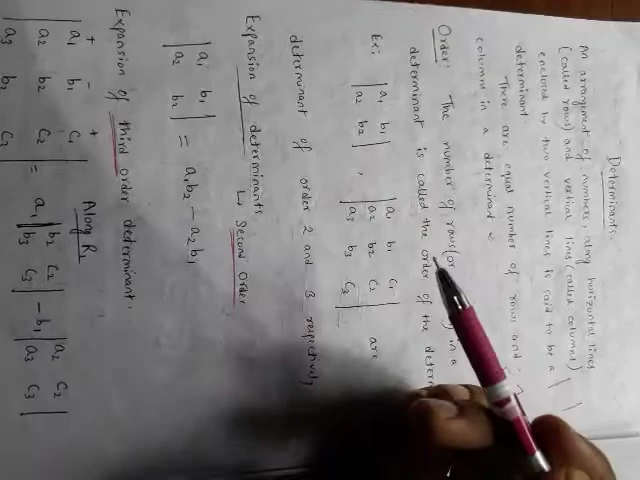 Determinants.
An arrangement of numbers, along horizontal lines
(called rows) and vertical lines (called columns)
enclosed by two vertical lines is said to be a
determinant.
There are equal number of rows and
columns in a determinant
Order: The number of rows (or in a
determinant is called the order of the determ
Ex: | a1 b1 | , | a1 b1 c1 |
| a2 b2 | | a2 b2 c2 | are
| a3 b3 c3 |
determinant of order 2 and 3 respectively
Expansion of determinants
↳ Second order
| a1 b1 |
| a2 b2 | = a1b2 - a2b1
Expansion of third order determinant.
+ - + Along R1
| a1 b1 c1 |
| a2 b2 c2 | = a1 | b2 c2 | - b1 | a2 c2 |
| a3 b3 c3 | | b3 c3 | | a3 c3 |